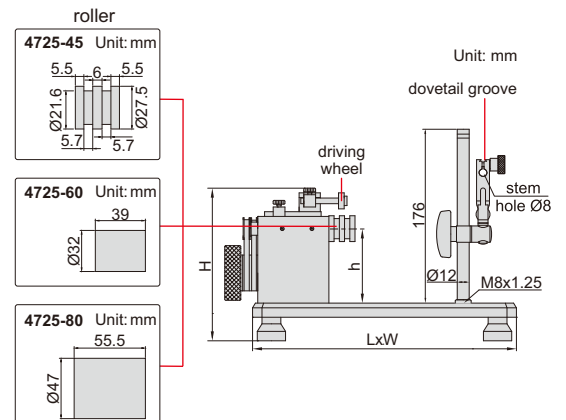 roller
4725-45 Unit: mm
5.5 6 5.5
Ø21.6
Ø27.5
5.7
5.7
4725-60 Unit: mm
39
Ø32
4725-80 Unit: mm
55.5
Ø47
Unit: mm
dovetail groove
driving
wheel
stem
hole Ø8
176
H
h
Ø12
M8x1.25
LxW